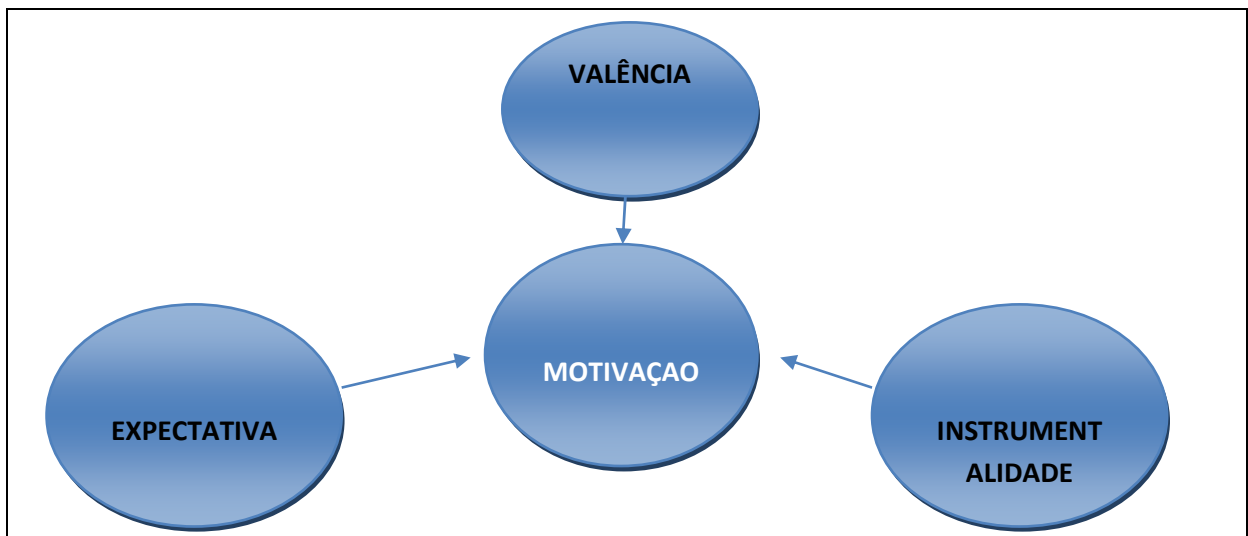 VALÊNCIA
MOTIVAÇAO
EXPECTATIVA
INSTRUMENT
ALIDADE